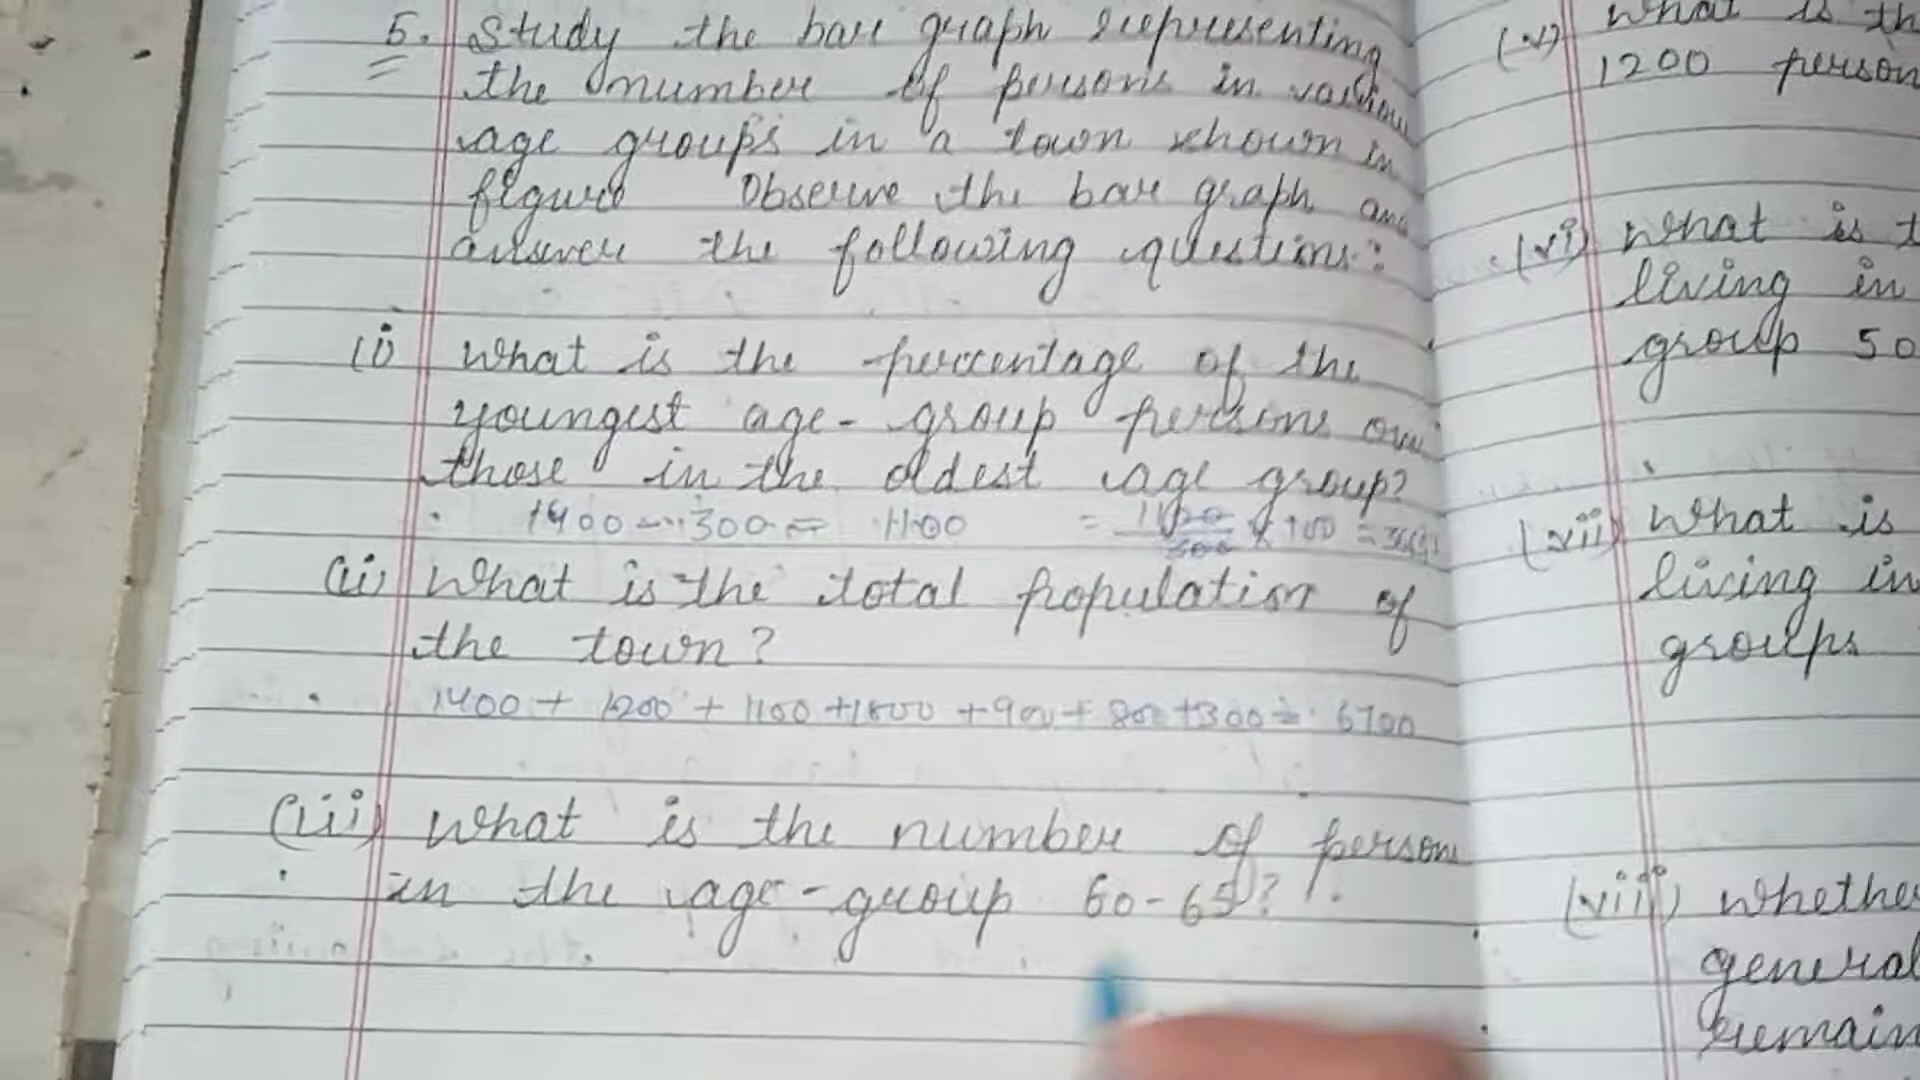 5. Study the bar graph representing
the number of persons in various
age groups in a town shown in
figure Observe the bar graph and
answer the following questions:
(i) What is the percentage of the
youngest age-group persons over
those in the oldest age group?
1400 - 300 = 1100 = 1100/300 × 100 =
(ii) What is the total population of
the town?
1400 + 1200 + 1100 + 1000 + 900 + 800 + 300 = 6700
(iii) What is the number of person
in the age-group 60-65?
(v) What is th
1200 person
(vi) What is t
living in
group 50
(vii) What is
living in
groups
(viii) Whether
general
remain